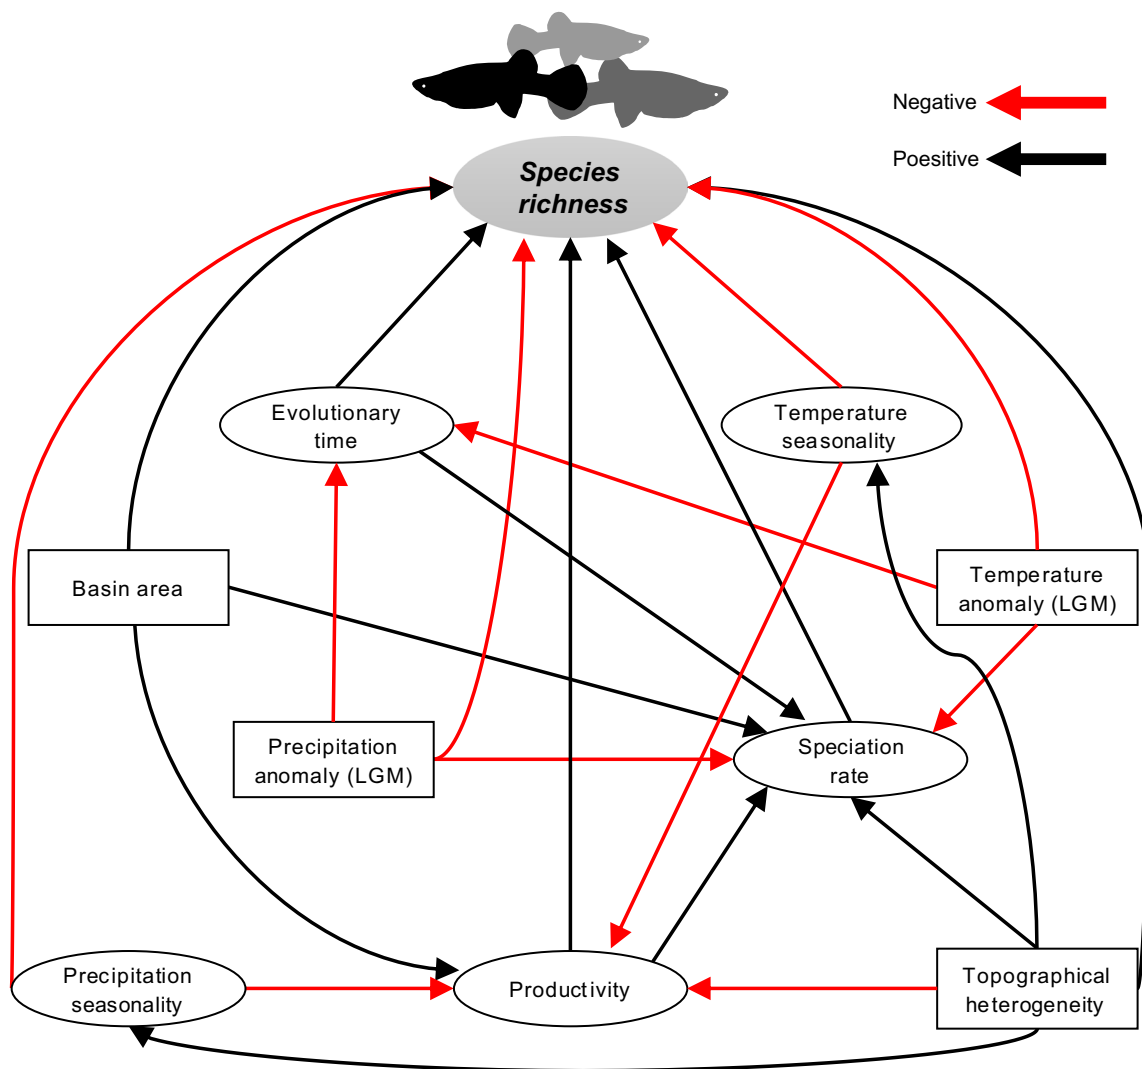 Negative
Poesitive
Species
richness
Evolutionary
time
Temperature
seasonality
Basin area
Temperature
anomaly (LGM)
Precipitation
anomaly (LGM)
Speciation
rate
Precipitation
seasonality
Productivity
Topographical
heterogeneity